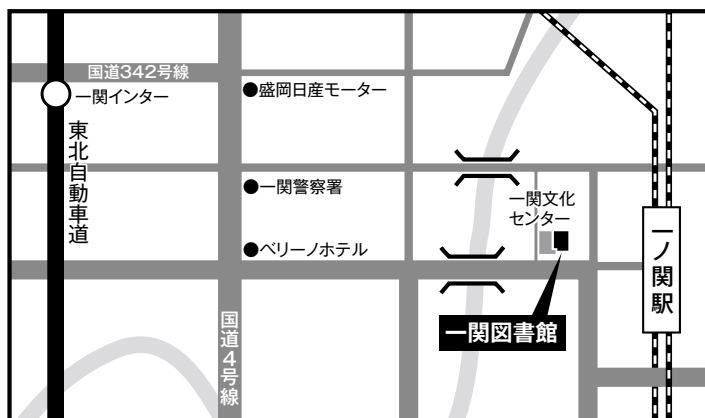 国道342号線
一関インター
●盛岡日産モーター
東北自動車道
●一関警察署
一関文化
センター
●ベリーノホテル
一ノ関駅
国道4号線
一関図書館